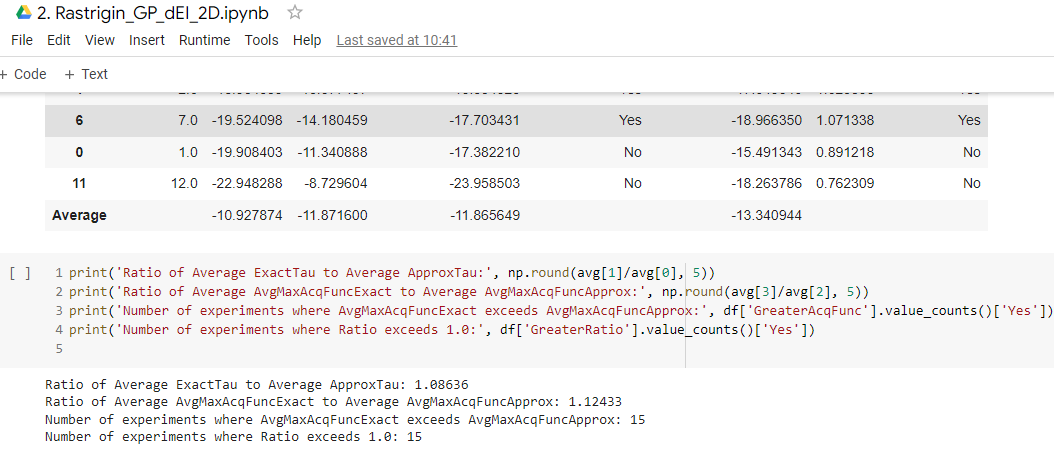 2. Rastrigin_GP_dEI_2D.ipynb
File Edit View Insert Runtime Tools Help Last saved at 10:41
+ Code + Text
6 7.0 -19.524098 -14.180459 -17.703431 Yes -18.966350 1.071338 Yes
0 1.0 -19.908403 -11.340888 -17.382210 No -15.491343 0.891218 No
11 12.0 -22.948288 -8.729604 -23.958503 No -18.263786 0.762309 No
Average -10.927874 -11.871600 -11.865649 -13.340944
[ ] 1 print('Ratio of Average ExactTau to Average ApproxTau:', np.round(avg[1]/avg[0], 5))
2 print('Ratio of Average AvgMaxAcqFuncExact to Average AvgMaxAcqFuncApprox:', np.round(avg[3]/avg[2], 5))
3 print('Number of experiments where AvgMaxAcqFuncExact exceeds AvgMaxAcqFuncApprox:', df['GreaterAcqFunc'].value_counts()['Yes'])
4 print('Number of experiments where Ratio exceeds 1.0:', df['GreaterRatio'].value_counts()['Yes'])
5
Ratio of Average ExactTau to Average ApproxTau: 1.08636
Ratio of Average AvgMaxAcqFuncExact to Average AvgMaxAcqFuncApprox: 1.12433
Number of experiments where AvgMaxAcqFuncExact exceeds AvgMaxAcqFuncApprox: 15
Number of experiments where Ratio exceeds 1.0: 15